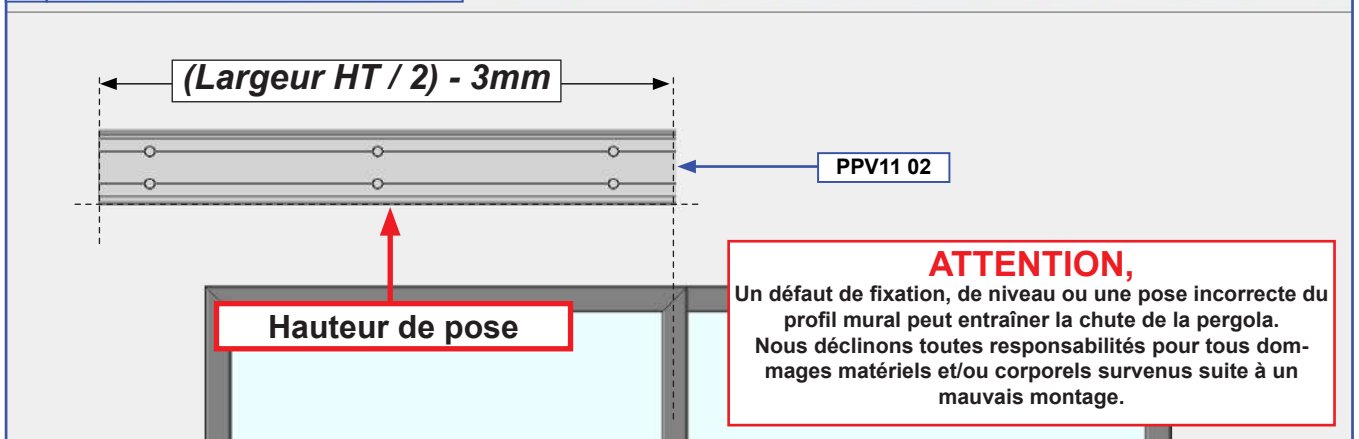 (Largeur HT / 2) - 3mm
PPV11 02
Hauteur de pose
ATTENTION,
Un défaut de fixation, de niveau ou une pose incorrecte du
profil mural peut entraîner la chute de la pergola.
Nous déclinons toutes responsabilités pour tous dom-
mages matériels et/ou corporels survenus suite à un
mauvais montage.